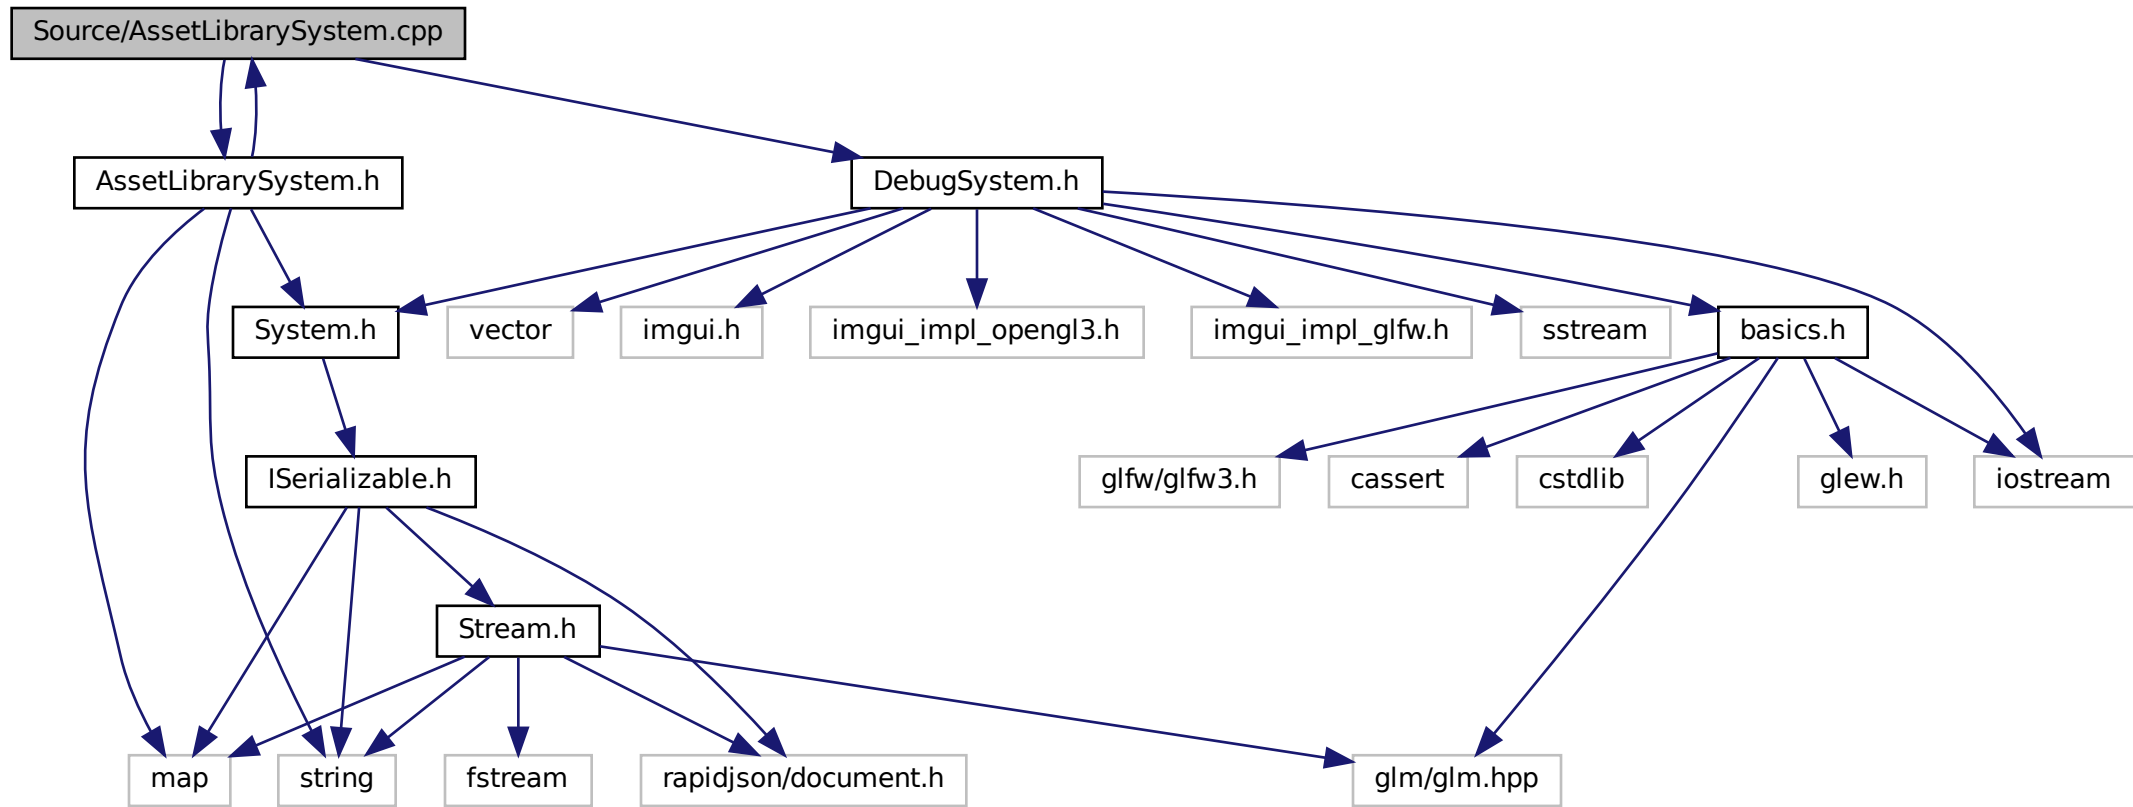 Source/AssetLibrarySystem.cpp
AssetLibrarySystem.h
DebugSystem.h
System.h
vector
imgui.h
imgui_impl_opengl3.h
imgui_impl_glfw.h
sstream
basics.h
ISerializable.h
glfw/glfw3.h
cassert
cstdlib
glew.h
iostream
Stream.h
map
string
fstream
rapidjson/document.h
glm/glm.hpp